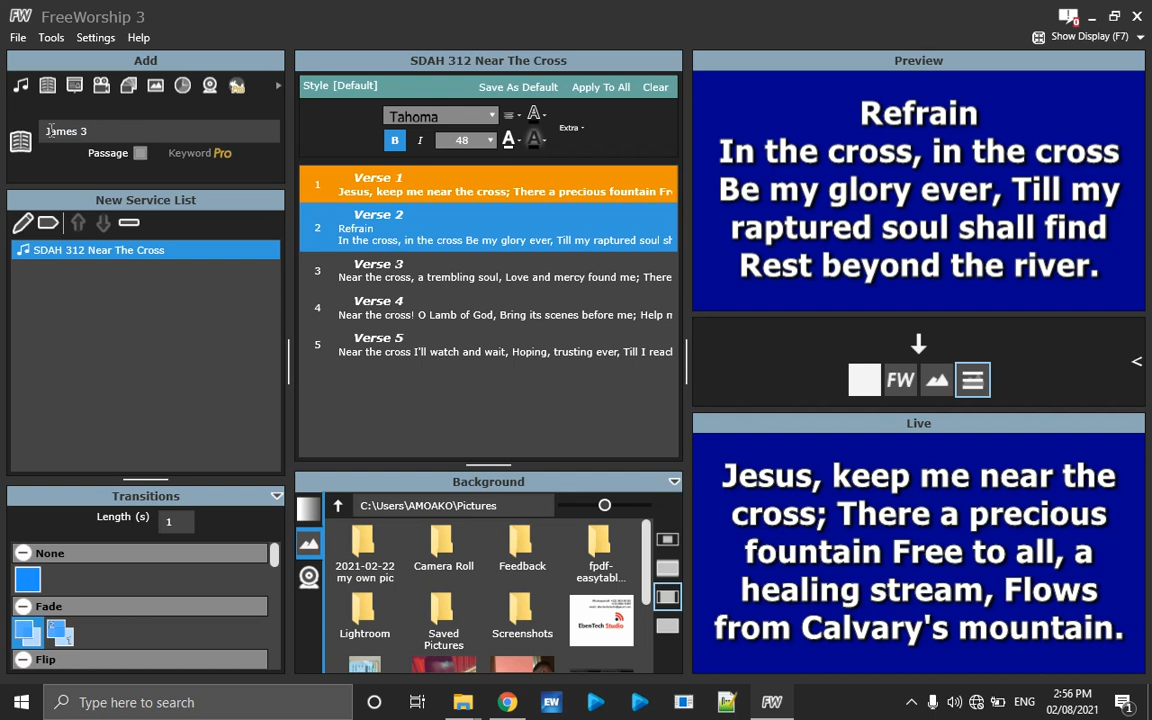 FW FreeWorship 3
File Tools Settings Help
Show Display (F7)
Add
James 3
Passage Keyword Pro
New Service List
SDAH 312 Near The Cross
Transitions
Length (s) 1
None
Fade
Flip
SDAH 312 Near The Cross
Style [Default] Save As Default Apply To All Clear
Tahoma A
Extra
B I 48 A A
1 Verse 1
Jesus, keep me near the cross; There a precious fountain Fr
2 Verse 2
Refrain
In the cross, in the cross Be my glory ever, Till my raptured soul sh
3 Verse 3
Near the cross, a trembling soul, Love and mercy found me; There
4 Verse 4
Near the cross! O Lamb of God, Bring its scenes before me; Help m
5 Verse 5
Near the cross I'll watch and wait, Hoping, trusting ever, Till I reac
Background
C:\Users\AMOAKO\Pictures
2021-02-22 my own pic
Camera Roll
Feedback
fpdf-easytabl...
Lightroom
Saved Pictures
Screenshots
EbenTech Studio
Preview
Refrain
In the cross, in the cross
Be my glory ever, Till my
raptured soul shall find
Rest beyond the river.
FW
<
Live
Jesus, keep me near the
cross; There a precious
fountain Free to all, a
healing stream, Flows
from Calvary's mountain.
Type here to search
EW
FW
ENG
2:56 PM
02/08/2021
1